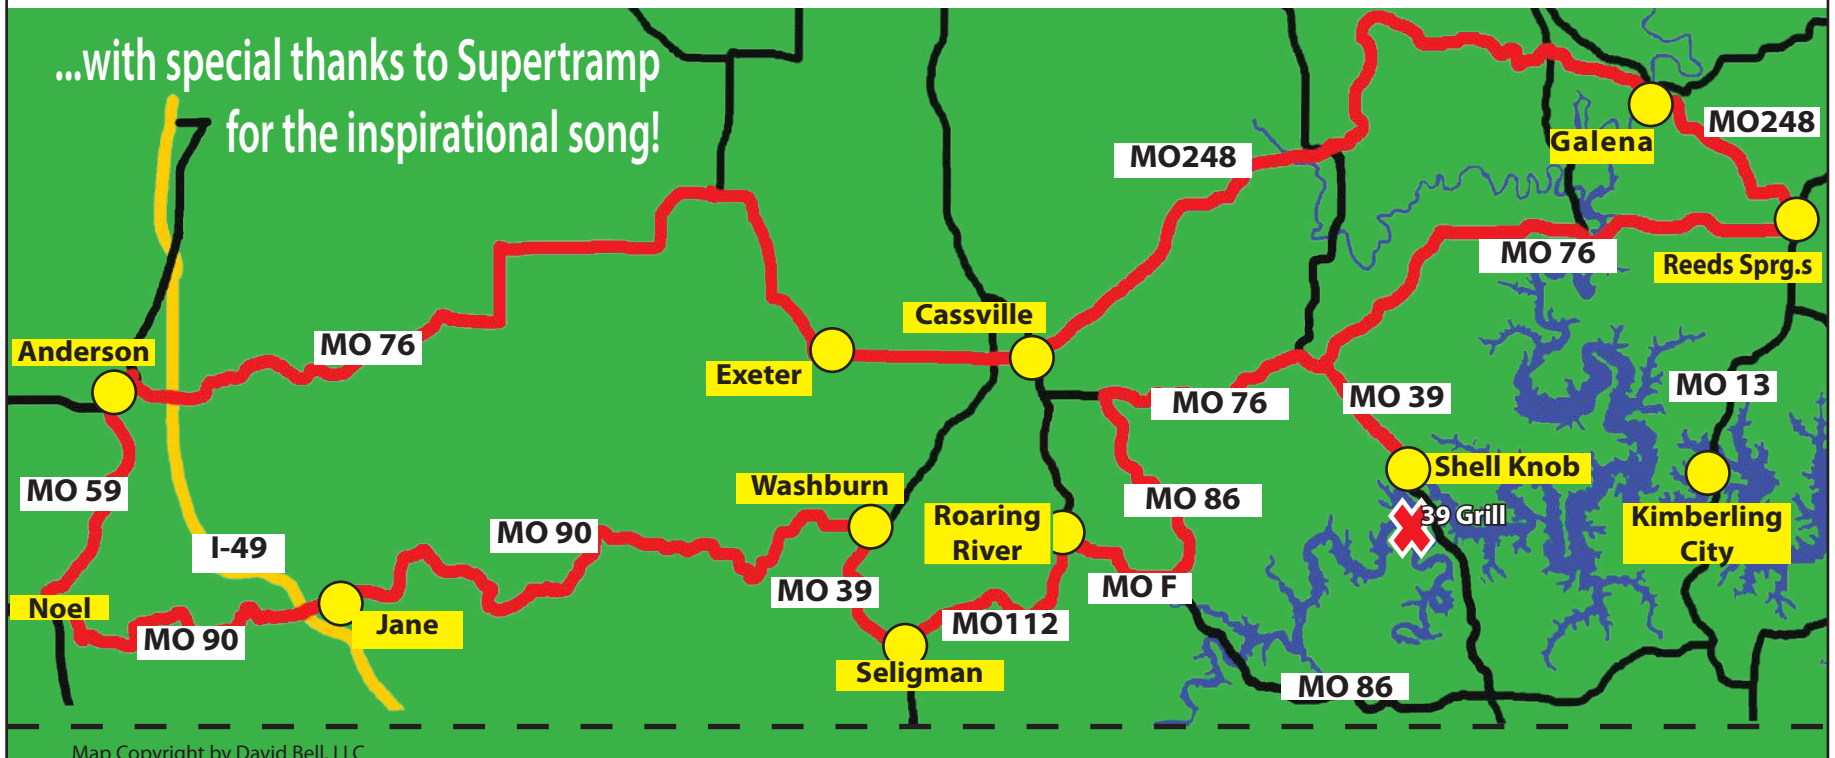 ...with special thanks to Supertramp
for the inspirational song!
MO248
Galena
MO248
MO 76
Reeds Sprg.s
Anderson
MO 76
Cassville
Exeter
MO 76
MO 39
MO 13
Shell Knob
MO 59
Washburn
MO 86
39 Grill
Roaring
River
Kimberling
City
I-49
MO 90
MO 39
MO F
Noel
MO 90
Jane
MO112
Seligman
MO 86
Map Copyright by David Bell, LLC